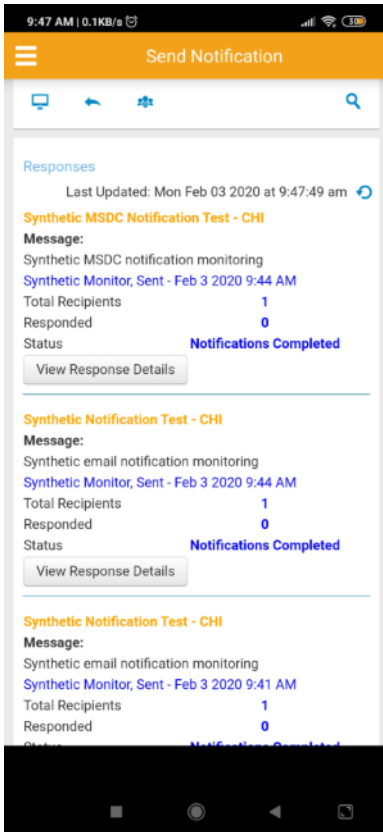 9:47 AM | 0.1KB/s
30
Send Notification
Responses
Last Updated: Mon Feb 03 2020 at 9:47:49 am
Synthetic MSDC Notification Test - CHI
Message:
Synthetic MSDC notification monitoring
Synthetic Monitor, Sent - Feb 3 2020 9:44 AM
Total Recipients 1
Responded 0
Status Notifications Completed
View Response Details
Synthetic Notification Test - CHI
Message:
Synthetic email notification monitoring
Synthetic Monitor, Sent - Feb 3 2020 9:44 AM
Total Recipients 1
Responded 0
Status Notifications Completed
View Response Details
Synthetic Notification Test - CHI
Message:
Synthetic email notification monitoring
Synthetic Monitor, Sent - Feb 3 2020 9:41 AM
Total Recipients 1
Responded 0